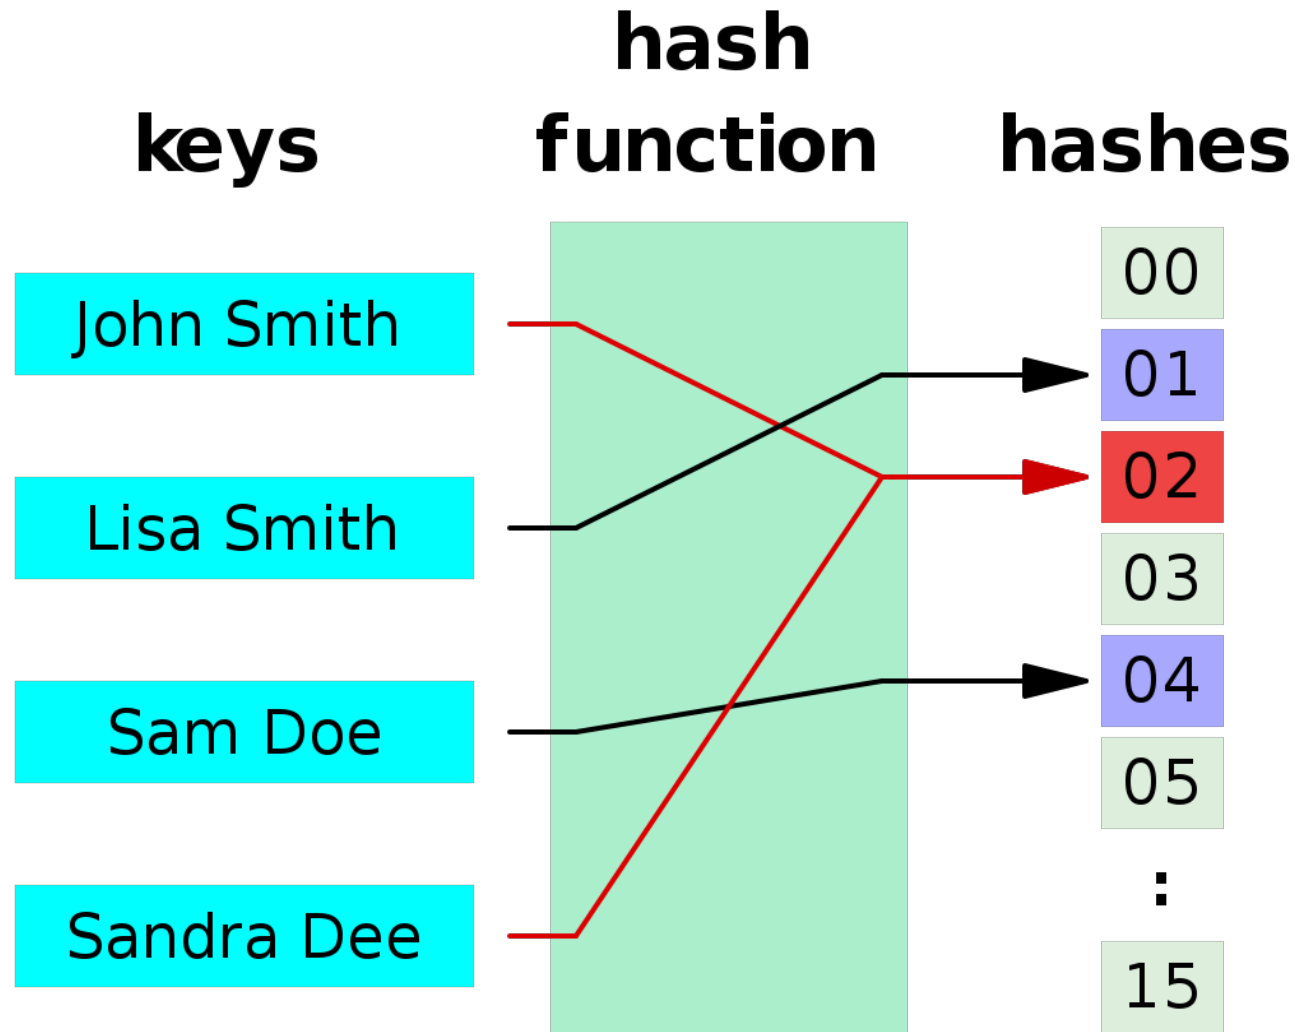 keys
hash
function
hashes
John Smith
Lisa Smith
Sam Doe
Sandra Dee
00
01
02
03
04
05
:
15